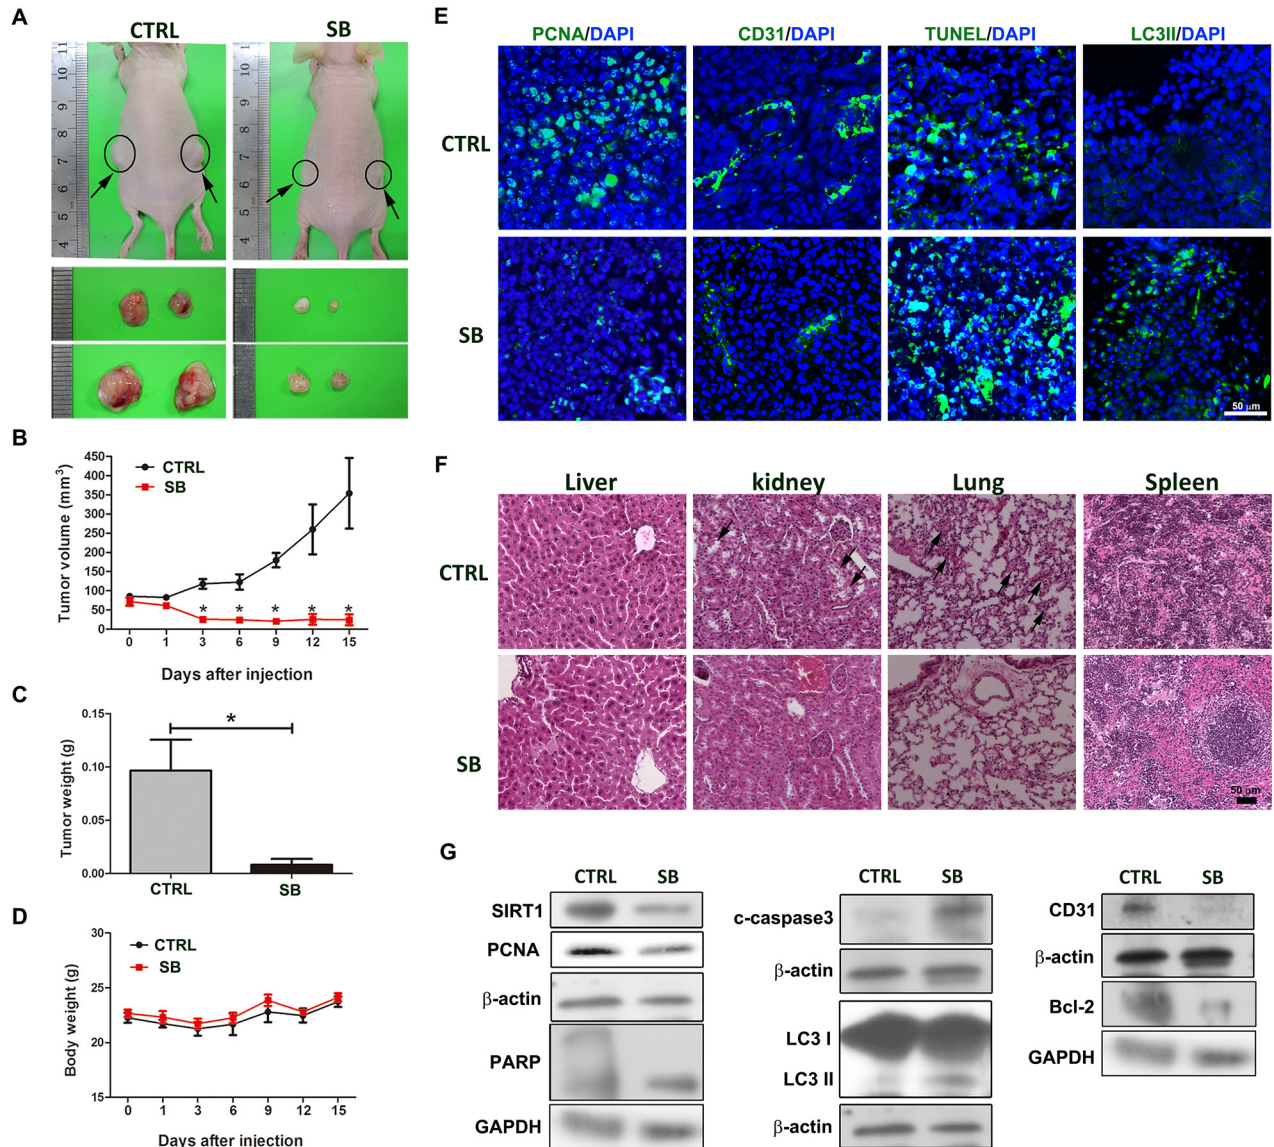 A
CTRL
SB
11
10
9
8
7
6
5
4
11
10
9
8
7
6
5
4
B
Tumor volume (mm³)
450
400
350
300
250
200
150
100
50
0
CTRL
SB
* * * * *
0 1 3 6 9 12 15
Days after injection
C
Tumor weight (g)
0.15
0.10
0.05
0.00
*
CTRL
SB
D
Body weight (g)
30
25
20
15
CTRL
SB
0 1 3 6 9 12 15
Days after injection
E
PCNA/DAPI
CD31/DAPI
TUNEL/DAPI
LC3II/DAPI
CTRL
SB
50 μm
F
Liver
kidney
Lung
Spleen
CTRL
SB
50 μm
G
CTRL SB
SIRT1
PCNA
β-actin
PARP
GAPDH
CTRL SB
c-caspase3
β-actin
LC3 I
LC3 II
β-actin
CTRL SB
CD31
β-actin
Bcl-2
GAPDH